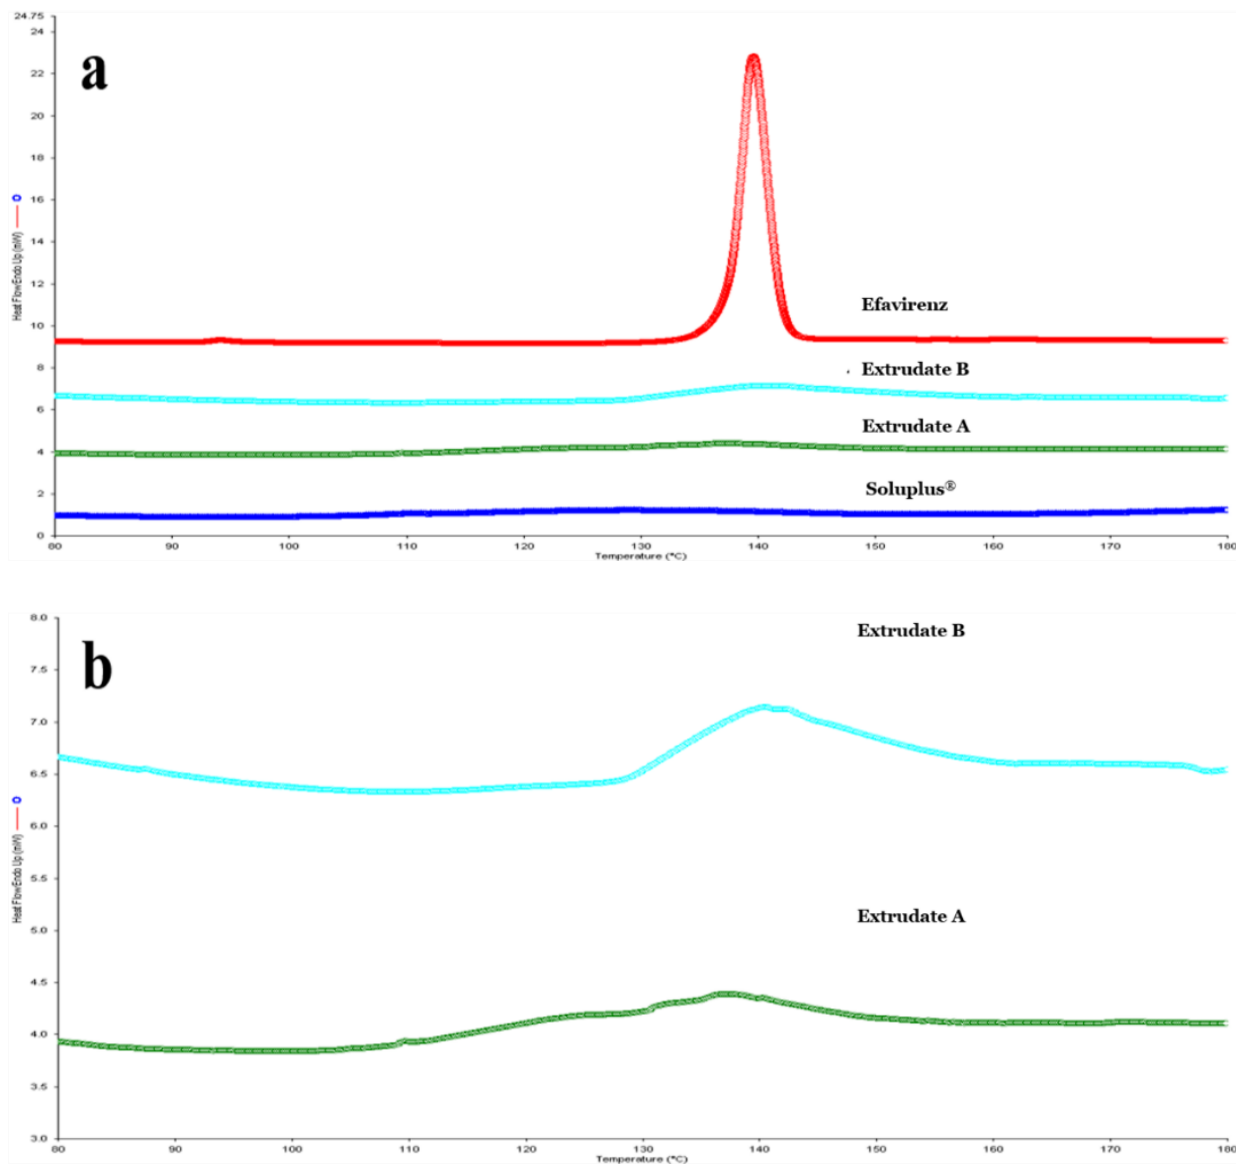 24.75
24
a
22
20
18
16
14
12
Heat Flow Endo Up (mW)
Efavirenz
10
8
Extrudate B
6
Extrudate A
4
Soluplus®
2
0
80 90 100 110 120 130 140 150 160 170 180
Temperature (°C)
8.0
Extrudate B
b
7.5
7.0
6.5
6.0
Heat Flow Endo Up (mW)
5.5
Extrudate A
5.0
4.5
4.0
3.5
3.0
80 90 100 110 120 130 140 150 160 170 180
Temperature (°C)